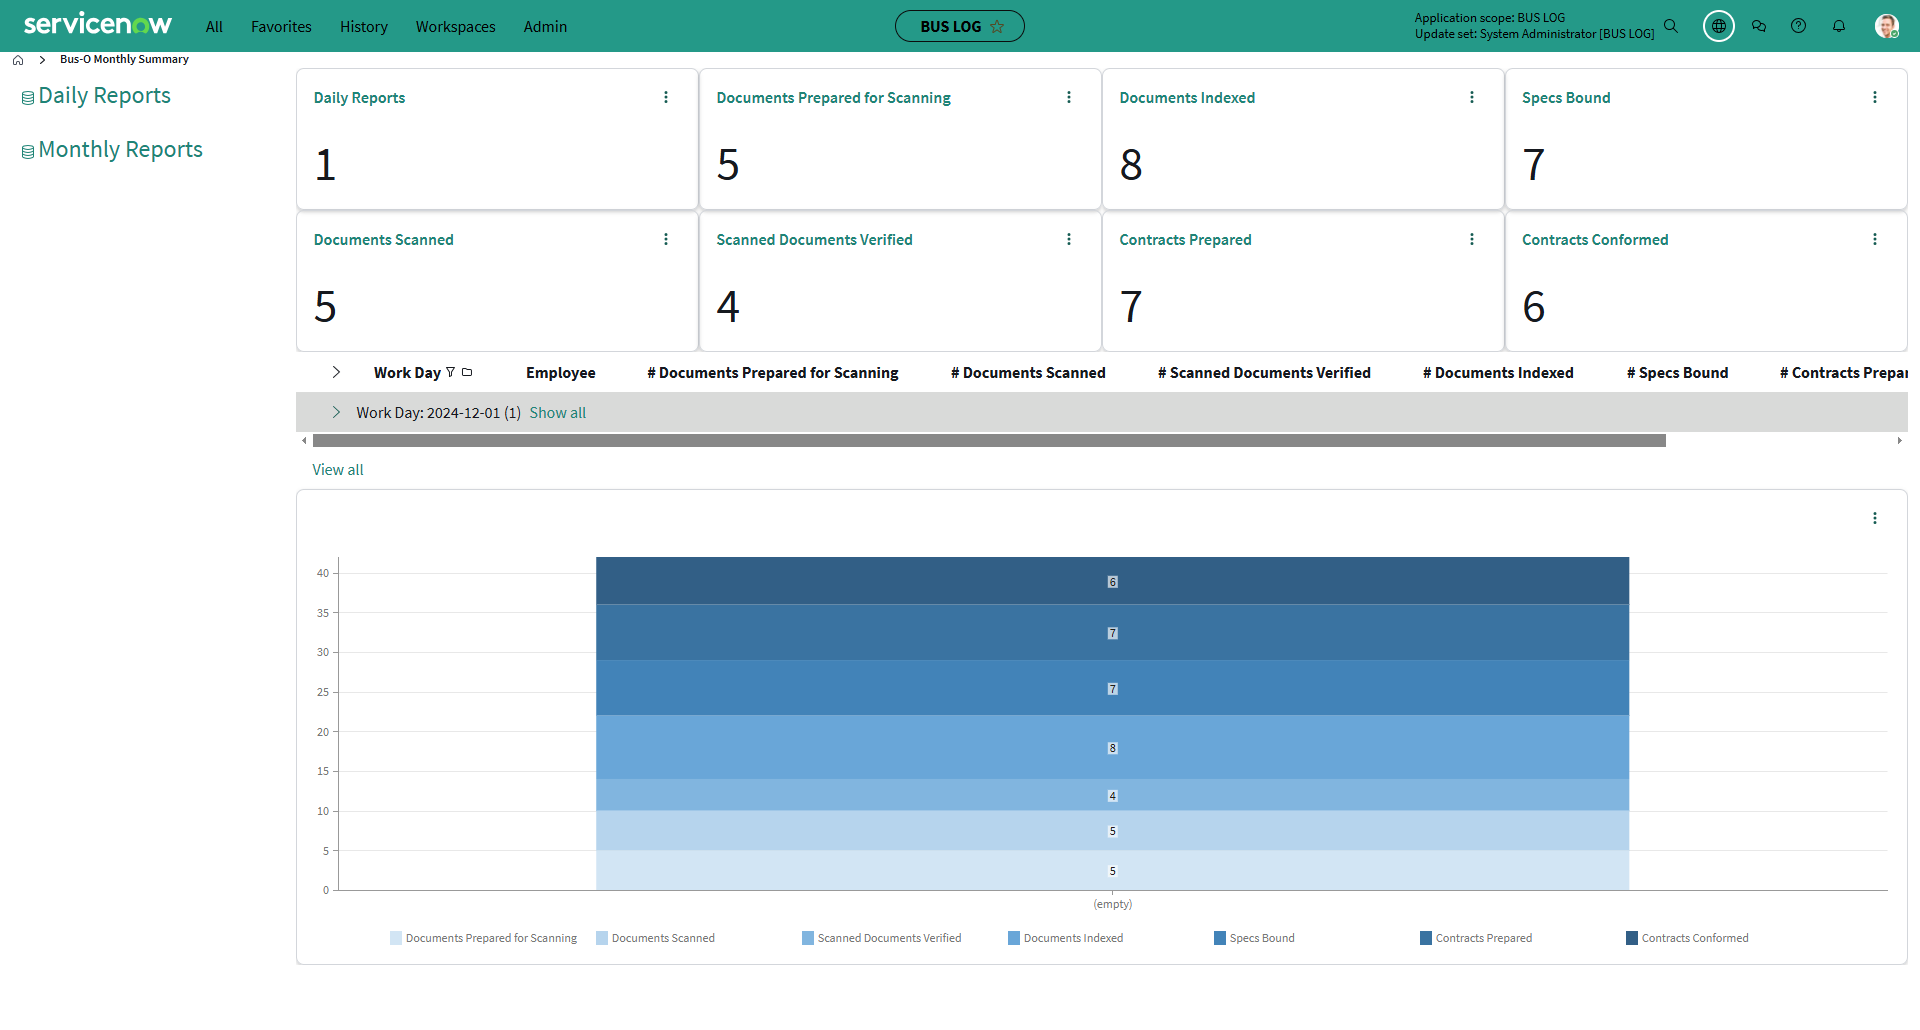 servicenow
All
Favorites
History
Workspaces
Admin
BUS LOG
Application scope: BUS LOG
Update set: System Administrator [BUS LOG]
Bus-O Monthly Summary
Daily Reports
Monthly Reports
Daily Reports
1
Documents Prepared for Scanning
5
Documents Indexed
8
Specs Bound
7
Documents Scanned
5
Scanned Documents Verified
4
Contracts Prepared
7
Contracts Conformed
6
Work Day
Employee
# Documents Prepared for Scanning
# Documents Scanned
# Scanned Documents Verified
# Documents Indexed
# Specs Bound
# Contracts Prepar
Work Day: 2024-12-01 (1) Show all
View all
40
35
30
25
20
15
10
5
0
6
7
7
8
4
5
5
(empty)
Documents Prepared for Scanning
Documents Scanned
Scanned Documents Verified
Documents Indexed
Specs Bound
Contracts Prepared
Contracts Conformed